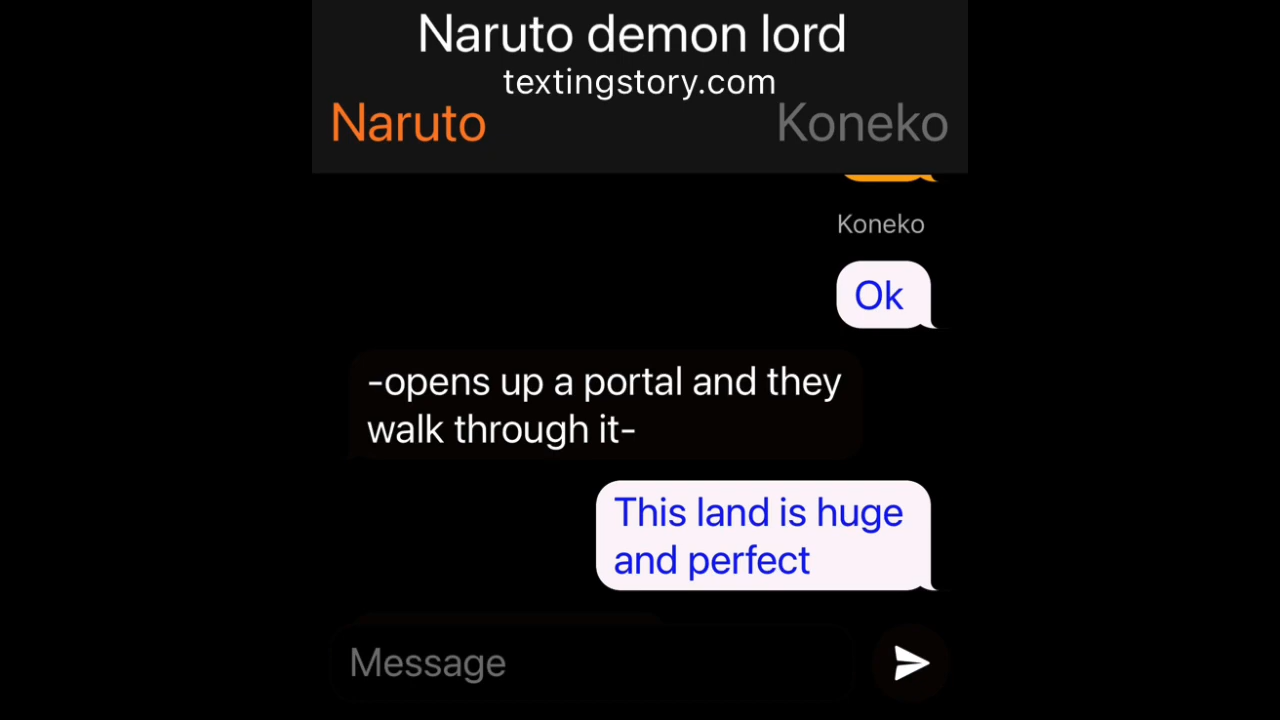 Naruto demon lord
textingstory.com
Naruto
Koneko
Koneko
Ok
-opens up a portal and they
walk through it-
This land is huge
and perfect
Message